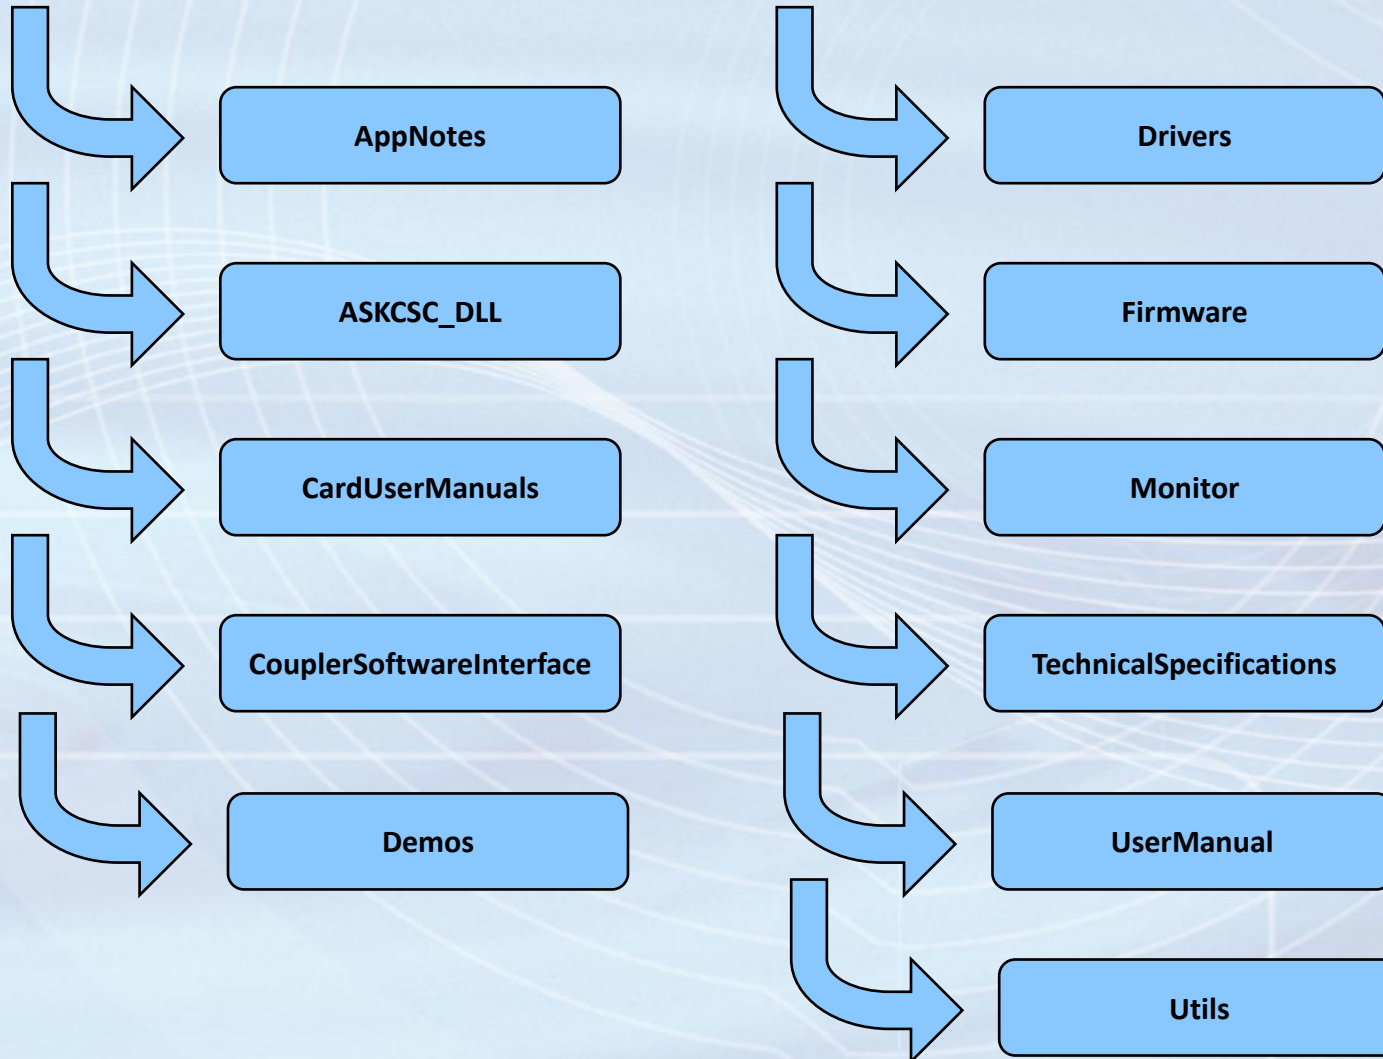 AppNotes
ASKCSC_DLL
CardUserManuals
CouplerSoftwareInterface
Demos
Drivers
Firmware
Monitor
TechnicalSpecifications
UserManual
Utils